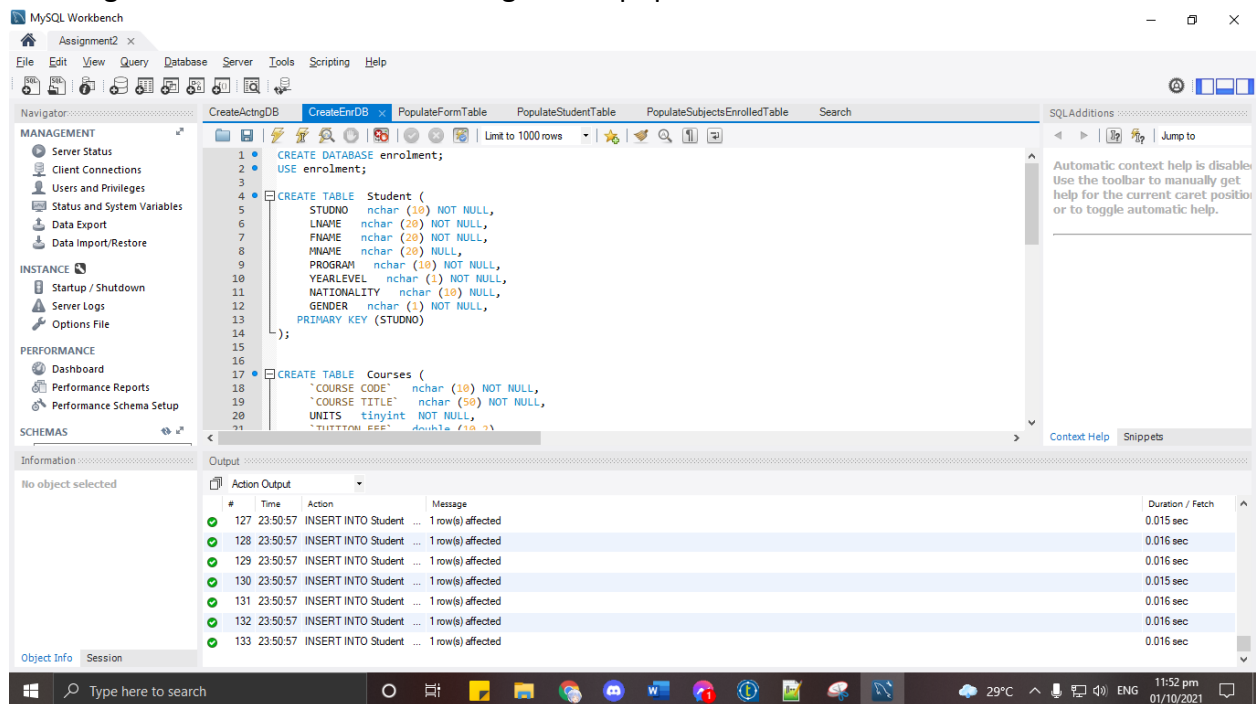 MySQL Workbench
Assignment2 ×
File Edit View Query Database Server Tools Scripting Help
Navigator
MANAGEMENT
Server Status
Client Connections
Users and Privileges
Status and System Variables
Data Export
Data Import/Restore
INSTANCE
Startup / Shutdown
Server Logs
Options File
PERFORMANCE
Dashboard
Performance Reports
Performance Schema Setup
SCHEMAS
CreateActngDB CreateEnrDB × PopulateFormTable PopulateStudentTable PopulateSubjectsEnrolledTable Search
Limit to 1000 rows
1 CREATE DATABASE enrolment;
2 USE enrolment;
3
4 CREATE TABLE Student (
5 STUDNO nchar (10) NOT NULL,
6 LNAME nchar (20) NOT NULL,
7 FNAME nchar (20) NOT NULL,
8 MNAME nchar (20) NULL,
9 PROGRAM nchar (10) NOT NULL,
10 YEARLEVEL nchar (1) NOT NULL,
11 NATIONALITY nchar (10) NULL,
12 GENDER nchar (1) NOT NULL,
13 PRIMARY KEY (STUDNO)
14 );
15
16
17 CREATE TABLE Courses (
18 `COURSE CODE` nchar (10) NOT NULL,
19 `COURSE TITLE` nchar (50) NOT NULL,
20 UNITS tinyint NOT NULL,
21 `TUITION FEE` double (10,2)
SQLAdditions
Jump to
Automatic context help is disable
Use the toolbar to manually get
help for the current caret positio
or to toggle automatic help.
Context Help Snippets
Information
No object selected
Object Info Session
Output
Action Output
# Time Action Message Duration / Fetch
127 23:50:57 INSERT INTO Student ... 1 row(s) affected 0.015 sec
128 23:50:57 INSERT INTO Student ... 1 row(s) affected 0.016 sec
129 23:50:57 INSERT INTO Student ... 1 row(s) affected 0.016 sec
130 23:50:57 INSERT INTO Student ... 1 row(s) affected 0.015 sec
131 23:50:57 INSERT INTO Student ... 1 row(s) affected 0.016 sec
132 23:50:57 INSERT INTO Student ... 1 row(s) affected 0.016 sec
133 23:50:57 INSERT INTO Student ... 1 row(s) affected 0.016 sec
Type here to search
29°C ENG 11:52 pm
01/10/2021